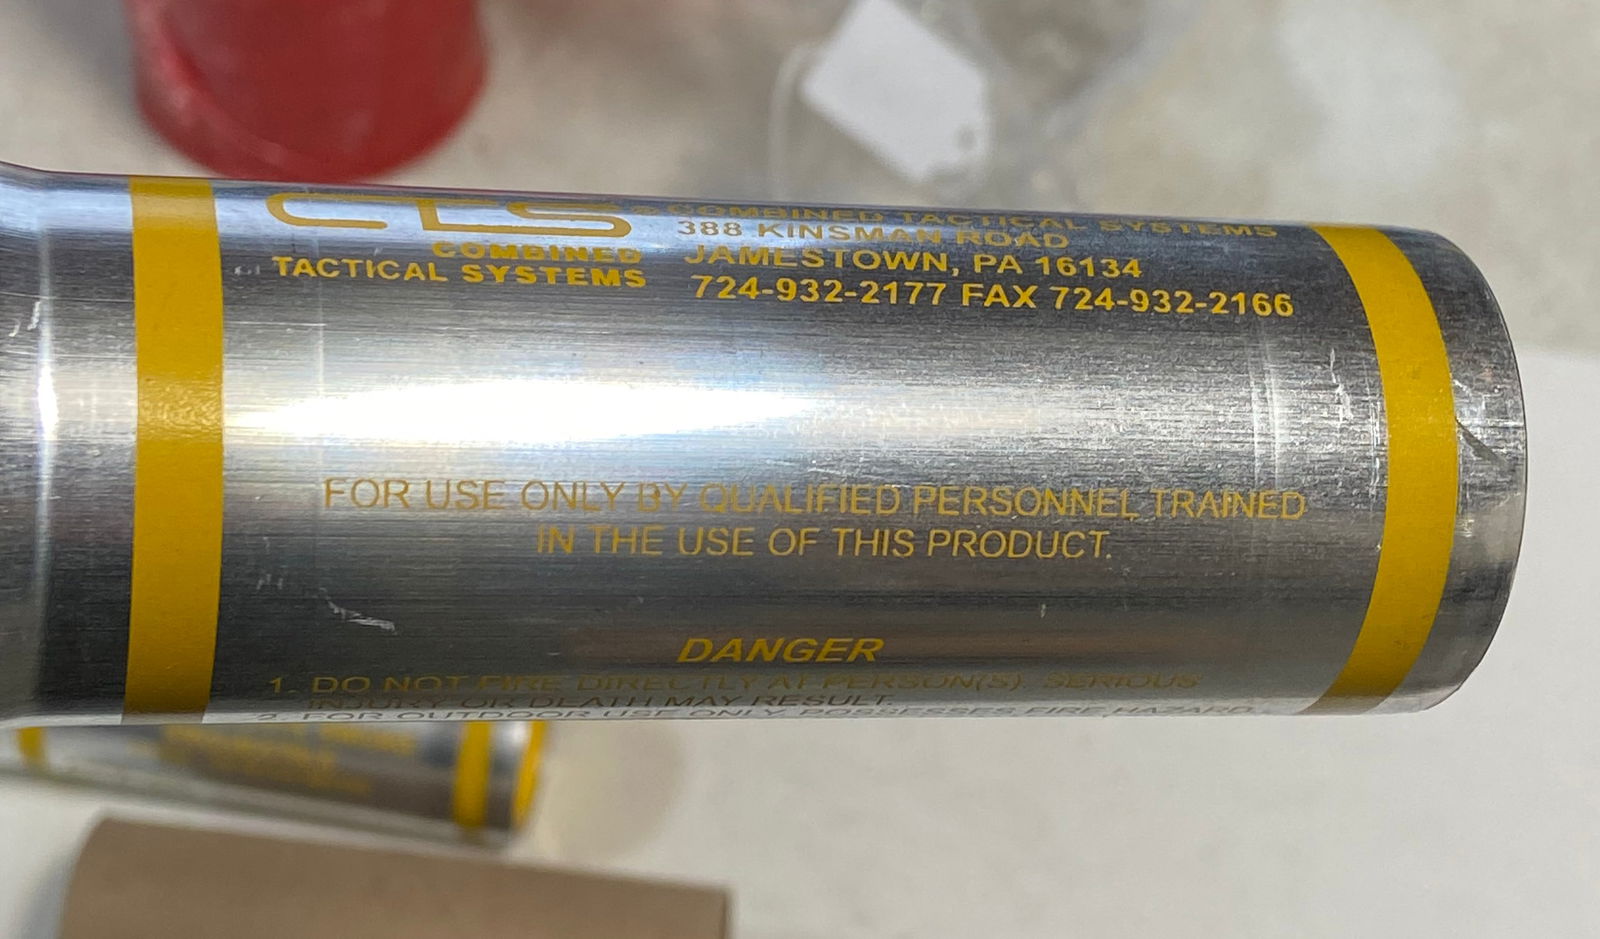 CTS®
COMBINED
TACTICAL SYSTEMS
COMBINED TACTICAL SYSTEMS
388 KINSMAN ROAD
JAMESTOWN, PA 16134
724-932-2177 FAX 724-932-2166
FOR USE ONLY BY QUALIFIED PERSONNEL TRAINED
IN THE USE OF THIS PRODUCT.
DANGER
1. DO NOT FIRE DIRECTLY AT PERSON(S). SERIOUS
INJURY OR DEATH MAY RESULT.
2. FOR OUTDOOR USE ONLY. POSSESSES FIRE HAZARD.